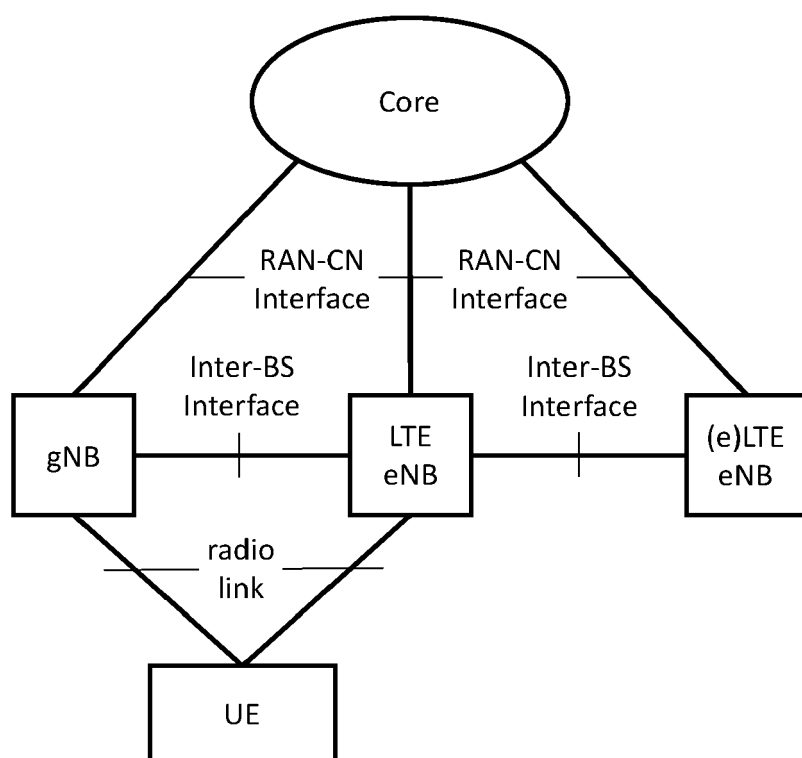 Core
RAN-CN
Interface
RAN-CN
Interface
Inter-BS
Interface
Inter-BS
Interface
gNB
LTE
eNB
(e)LTE
eNB
radio
link
UE